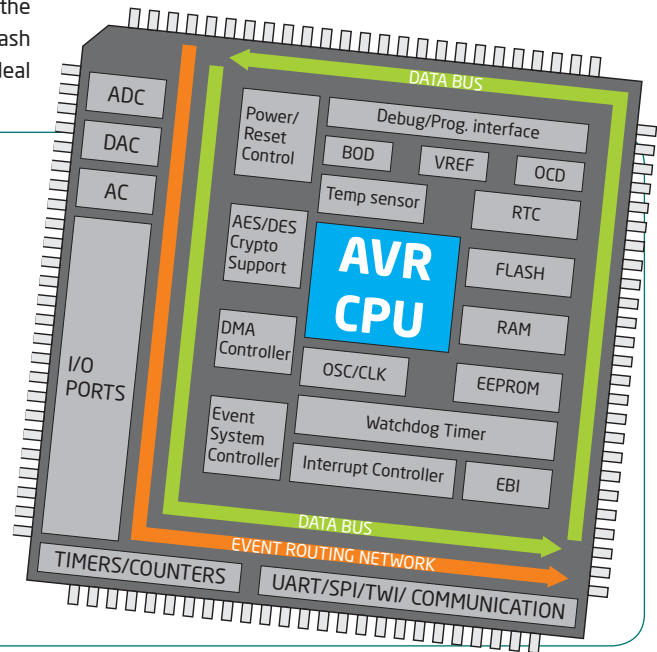 the
ash
deal
DATA BUS
ADC
DAC
AC
I/O
PORTS
Power/
Reset
Control
Debug/Prog. interface
BOD
VREF
OCD
Temp sensor
RTC
AES/DES
Crypto
Support
AVR
CPU
FLASH
DMA
Controller
RAM
OSC/CLK
EEPROM
Event
System
Controller
Watchdog Timer
Interrupt Controller
EBI
DATA BUS
EVENT ROUTING NETWORK
TIMERS/COUNTERS
UART/SPI/TWI/ COMMUNICATION